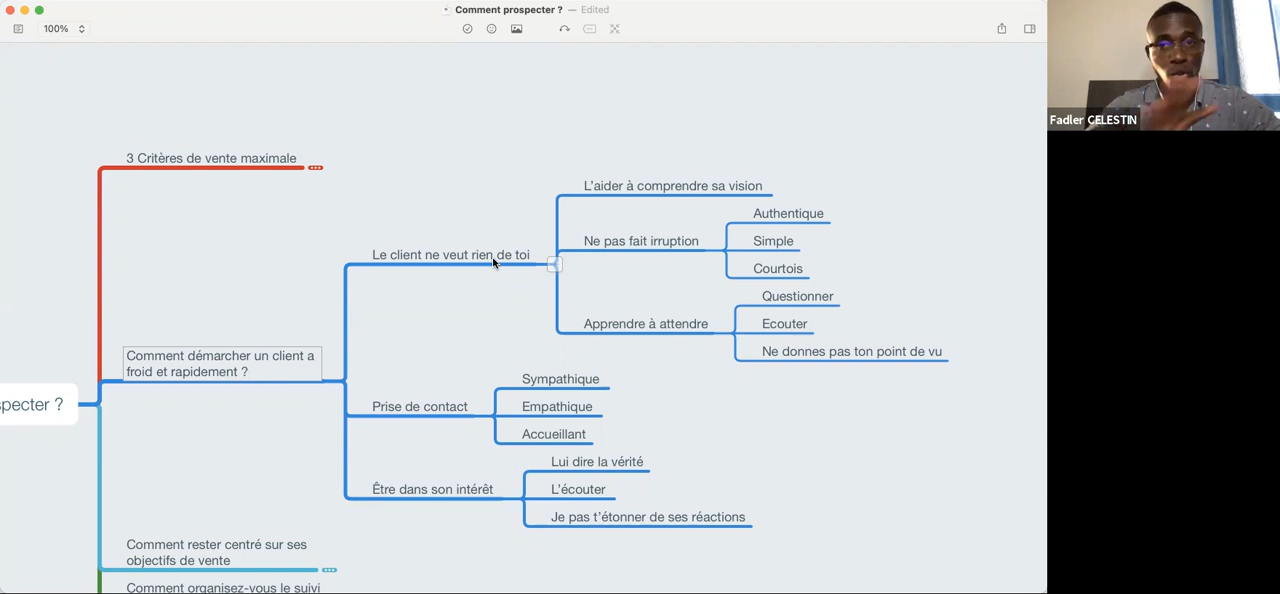 Comment prospecter ? — Edited
100%
Fadler CELESTIN
3 Critères de vente maximale
L'aider à comprendre sa vision
Authentique
Ne pas fait irruption
Simple
Le client ne veut rien de toi
Courtois
Questionner
Apprendre à attendre
Ecouter
Ne donnes pas ton point de vu
Comment démarcher un client a
froid et rapidement ?
Sympathique
specter ?
Prise de contact
Empathique
Accueillant
Lui dire la vérité
Être dans son intérêt
L'écouter
Je pas t'étonner de ses réactions
Comment rester centré sur ses
objectifs de vente
Comment organisez-vous le suivi